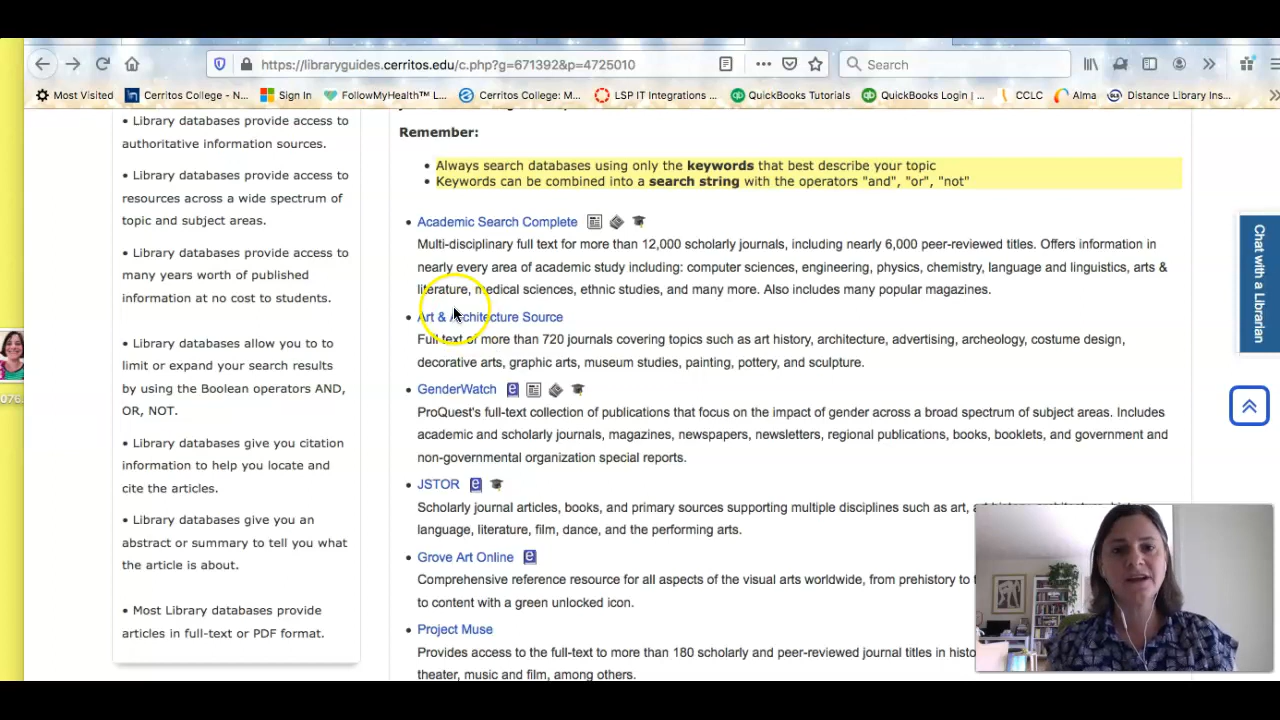 https://libraryguides.cerritos.edu/c.php?g=671392&p=4725010
Search
Most Visited
Cerritos College - N...
Sign In
FollowMyHealth™ L...
Cerritos College: M...
LSP IT Integrations ...
QuickBooks Tutorials
QuickBooks Login | ...
CCLC
Alma
Distance Library Ins...
• Library databases provide access to
authoritative information sources.
• Library databases provide access to
resources across a wide spectrum of
topic and subject areas.
• Library databases provide access to
many years worth of published
information at no cost to students.
• Library databases allow you to to
limit or expand your search results
by using the Boolean operators AND,
OR, NOT.
• Library databases give you citation
information to help you locate and
cite the articles.
• Library databases give you an
abstract or summary to tell you what
the article is about.
• Most Library databases provide
articles in full-text or PDF format.
Remember:
• Always search databases using only the keywords that best describe your topic
• Keywords can be combined into a search string with the operators "and", "or", "not"
• Academic Search Complete
Multi-disciplinary full text for more than 12,000 scholarly journals, including nearly 6,000 peer-reviewed titles. Offers information in
nearly every area of academic study including: computer sciences, engineering, physics, chemistry, language and linguistics, arts &
literature, medical sciences, ethnic studies, and many more. Also includes many popular magazines.
• Art & Architecture Source
Full text of more than 720 journals covering topics such as art history, architecture, advertising, archeology, costume design,
decorative arts, graphic arts, museum studies, painting, pottery, and sculpture.
• GenderWatch
ProQuest's full-text collection of publications that focus on the impact of gender across a broad spectrum of subject areas. Includes
academic and scholarly journals, magazines, newspapers, newsletters, regional publications, books, booklets, and government and
non-governmental organization special reports.
• JSTOR
Scholarly journal articles, books, and primary sources supporting multiple disciplines such as art,
language, literature, film, dance, and the performing arts.
• Grove Art Online
Comprehensive reference resource for all aspects of the visual arts worldwide, from prehistory to
to content with a green unlocked icon.
• Project Muse
Provides access to the full-text to more than 180 scholarly and peer-reviewed journal titles in
theater, music and film, among others.
Chat with a Librarian
076.